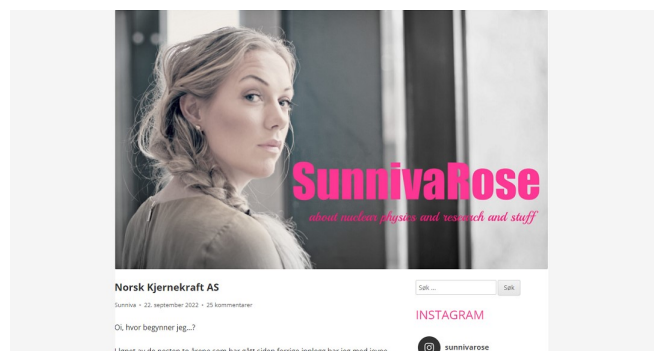 SunnivaRose
about nuclear physics and research and stuff
Norsk Kjernekraft AS
Sunniva • 22. september 2022 • 25 kommentarer
Oi, hvor begynner jeg...?
Søk ...
Søk
INSTAGRAM
sunnivarose